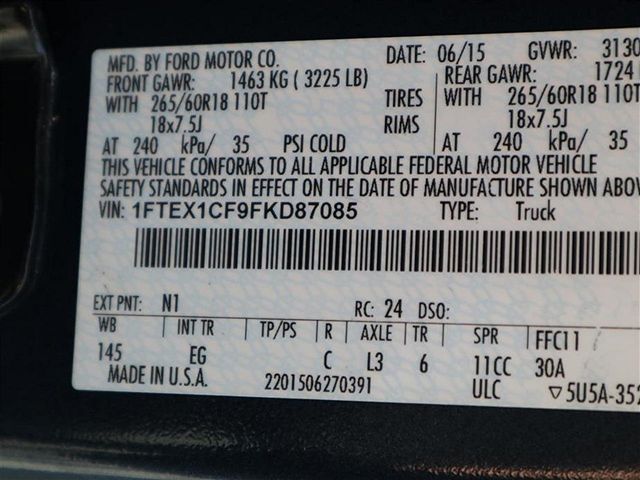 MFD. BY FORD MOTOR CO. DATE: 06/15 GVWR: 3130
FRONT GAWR: 1463 KG ( 3225 LB) REAR GAWR: 1724
WITH 265/60R18 110T TIRES WITH 265/60R18 110T
18x7.5J RIMS 18x7.5J
AT 240 kPa/ 35 PSI COLD AT 240 kPa/ 35
THIS VEHICLE CONFORMS TO ALL APPLICABLE FEDERAL MOTOR VEHICLE
SAFETY STANDARDS IN EFFECT ON THE DATE OF MANUFACTURE SHOWN ABOV
VIN: 1FTEX1CF9FKD87085 TYPE: Truck
EXT PNT: N1 RC: 24 DSO:
WB INT TR TP/PS R AXLE TR SPR FFC11
145 EG C L3 6 11CC 30A
MADE IN U.S.A. 2201506270391 ULC ▽5U5A-352